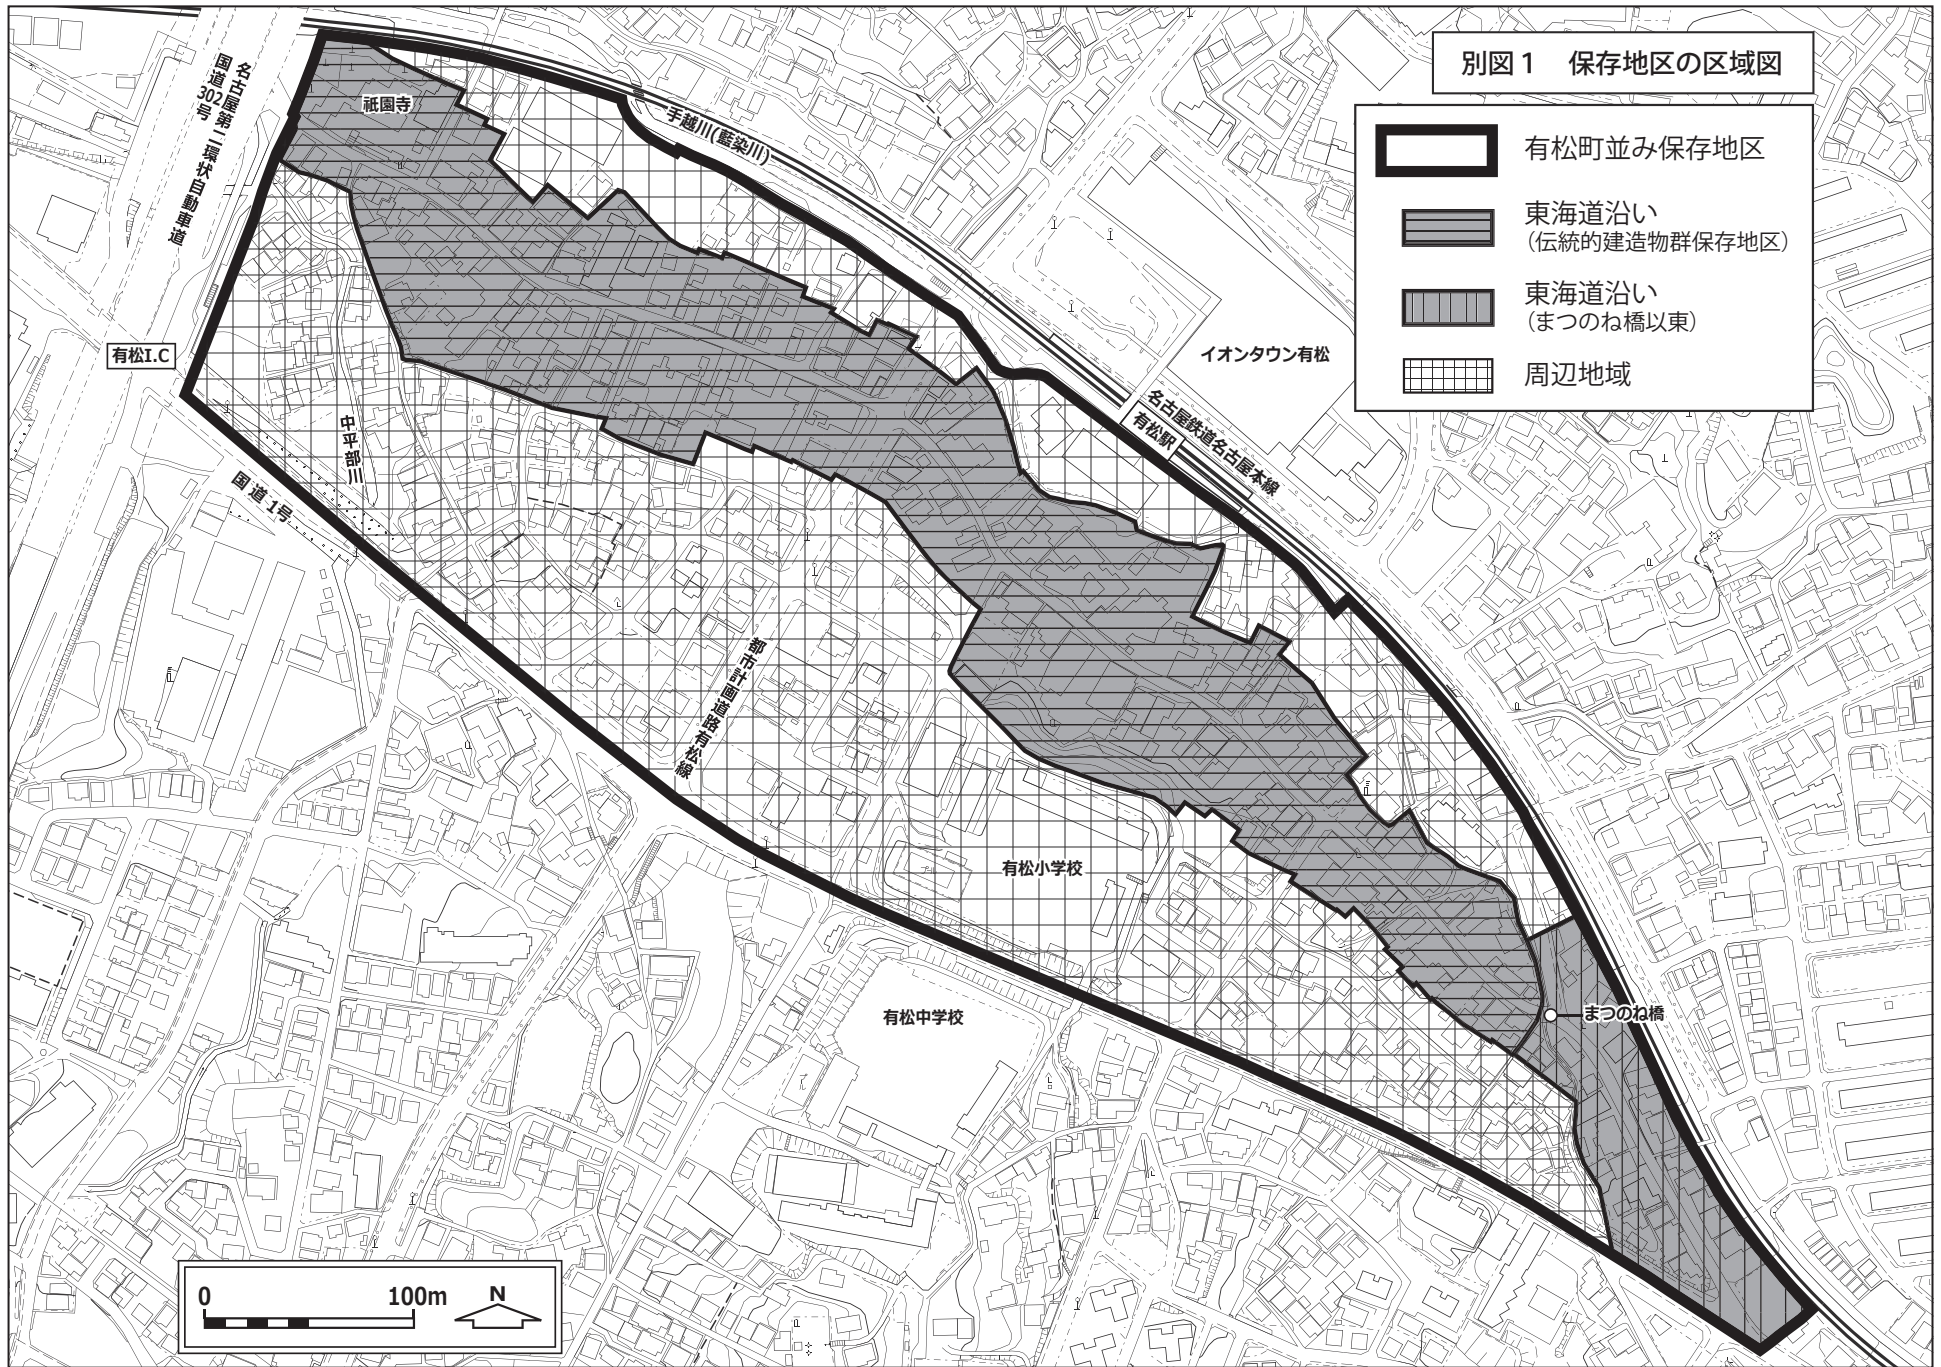 別図1　保存地区の区域図
有松町並み保存地区
東海道沿い
(伝統的建造物群保存地区)
東海道沿い
(まつのね橋以東)
周辺地域
名古屋第二環状自動車道
国道302号
祇園寺
手越川(藍染川)
有松I.C
イオンタウン有松
名古屋鉄道名古屋本線
有松駅
中平部川
国道1号
都市計画道路有松線
有松小学校
有松中学校
まつのね橋
0 100m N